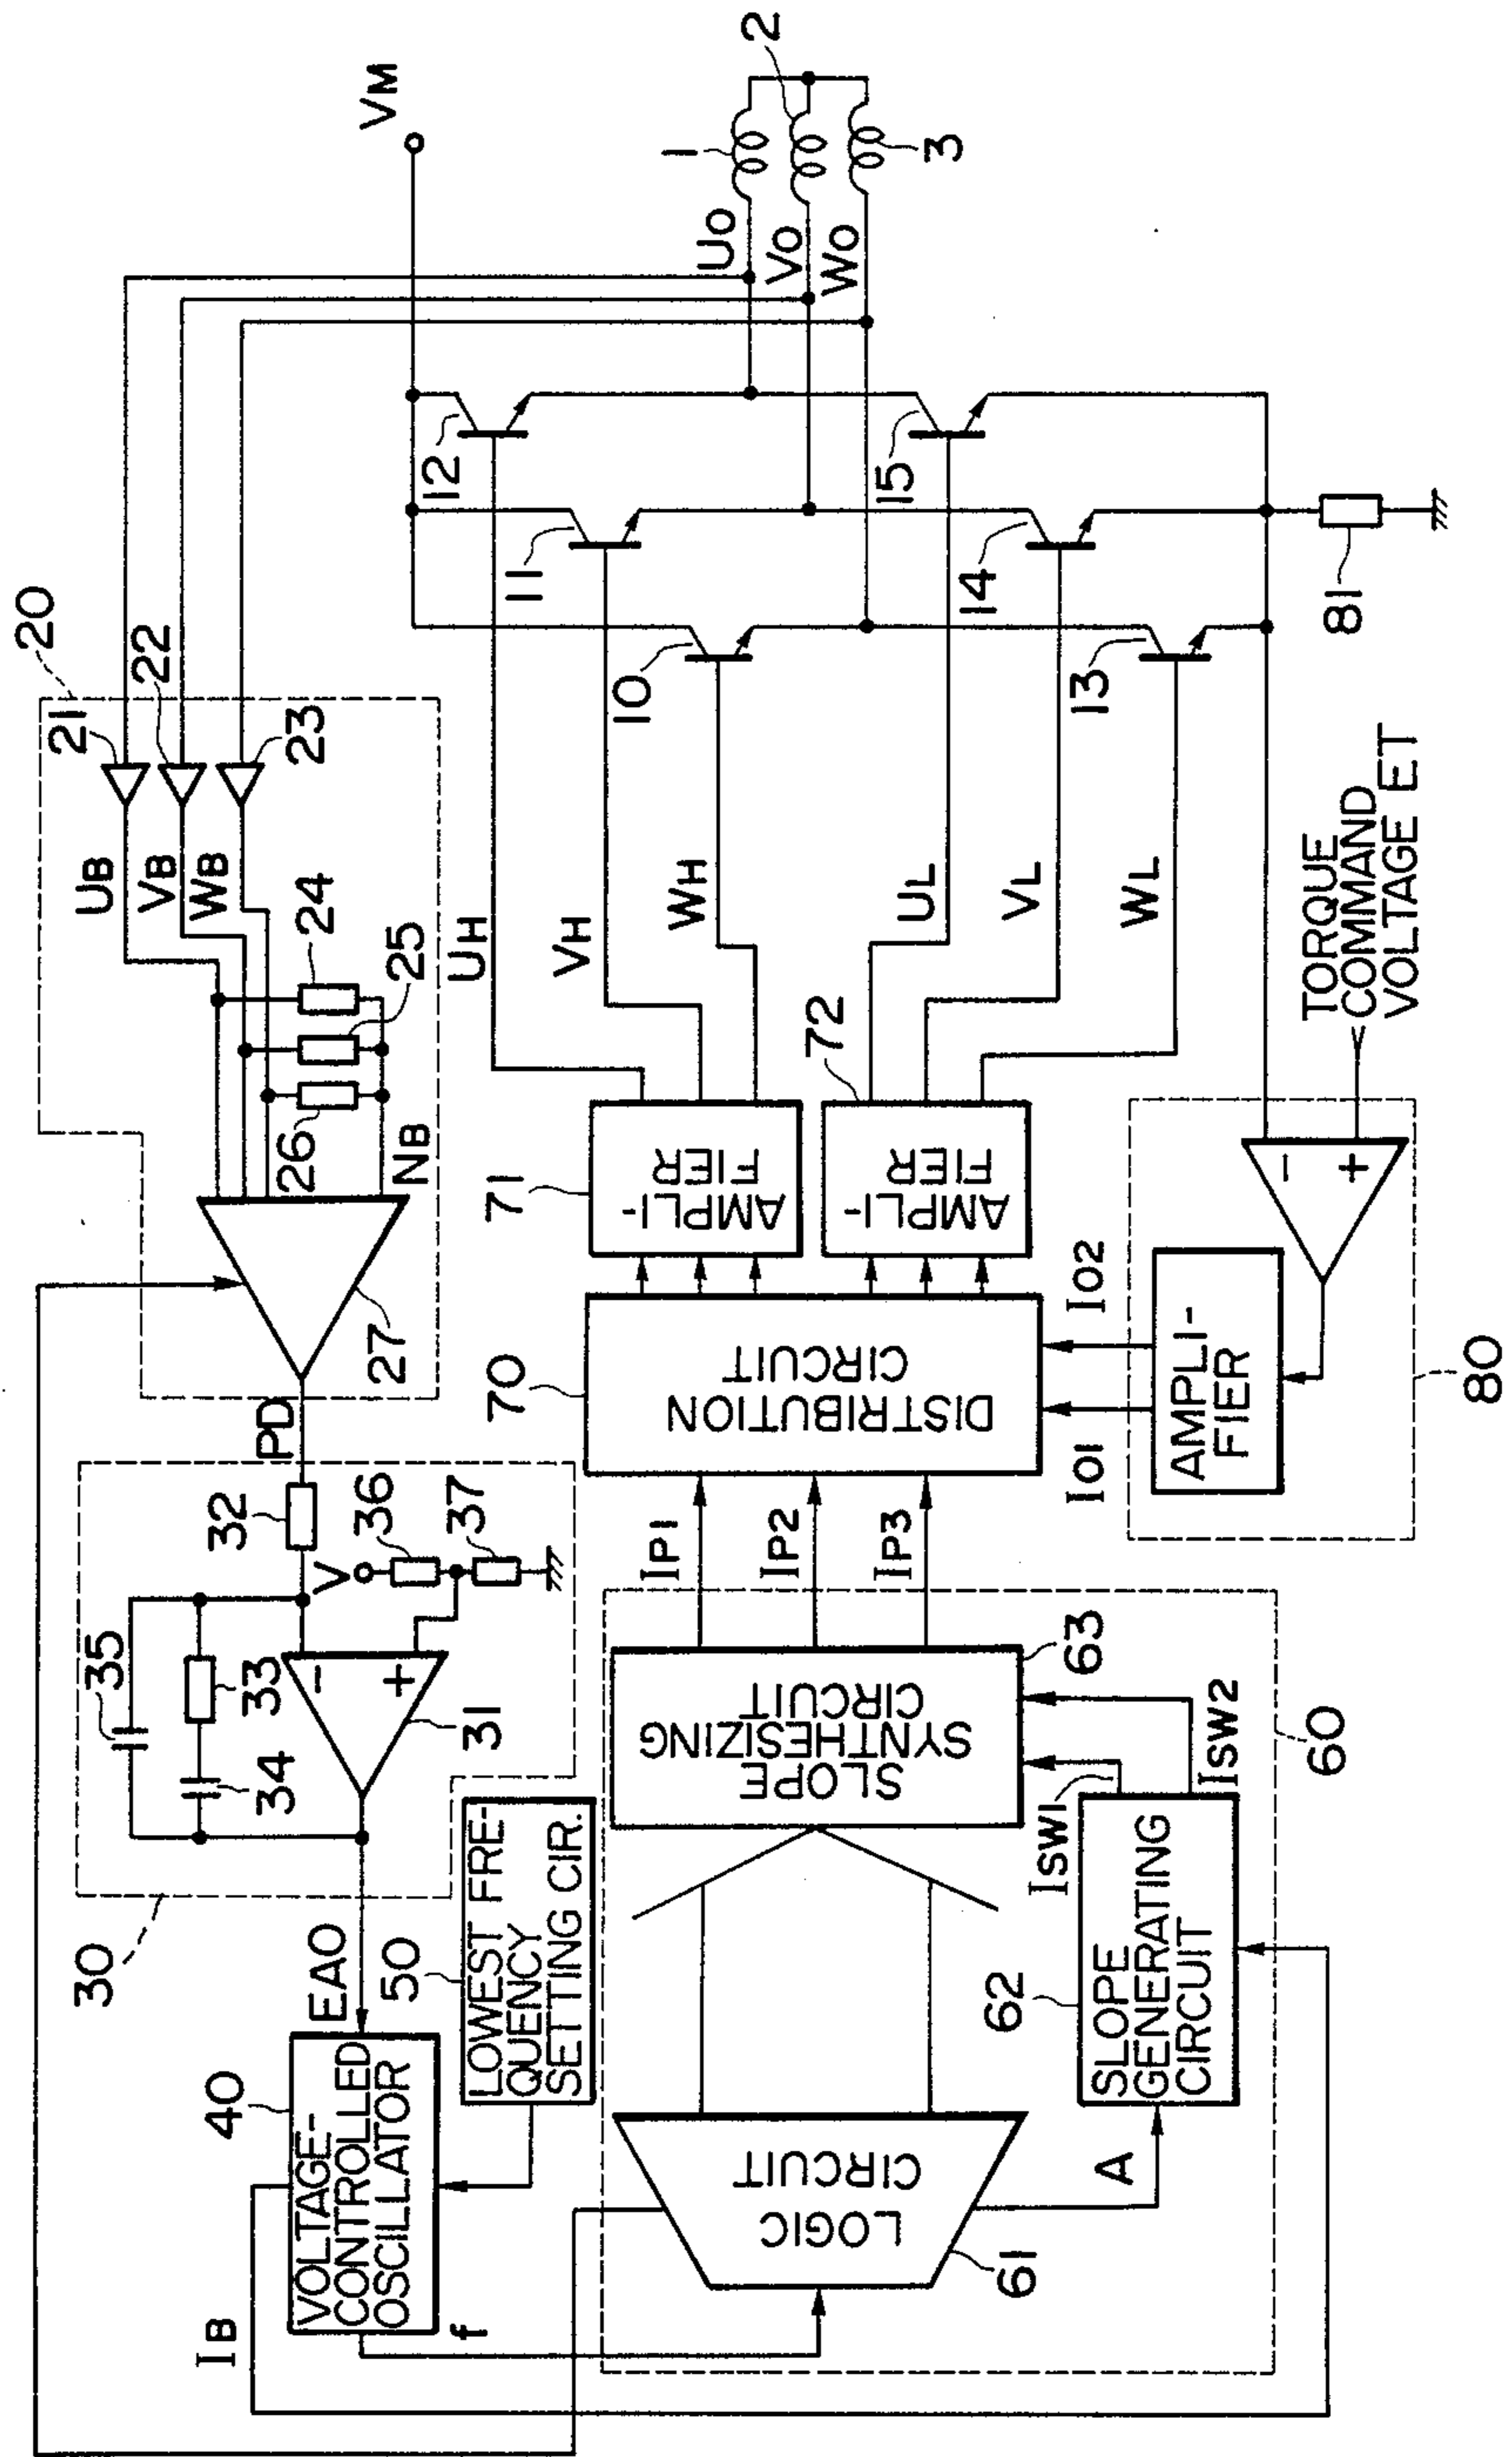 20
21
22
23
UB
VB
WB
24
25
26
NB
27
PD
30
32
33
34
35
36
37
V
31
-
+
EAO
40
VOLTAGE-
CONTROLLED
OSCILLATOR
IB
f
50
LOWEST FRE-
QUENCY
SETTING CIR.
VM
1
2
3
UO
VO
WO
12
11
10
15
14
13
81
UH
VH
WH
UL
VL
WL
71
AMPLI-
FIER
72
AMPLI-
FIER
70
DISTRIBUTION
CIRCUIT
IP1
IP2
IP3
60
61
LOGIC
CIRCUIT
A
62
SLOPE
GENERATING
CIRCUIT
ISW1
ISW2
63
SLOPE
SYNTHESIZING
CIRCUIT
80
IO1
IO2
AMPLI-
FIER
-
+
TORQUE
COMMAND
VOLTAGE ET